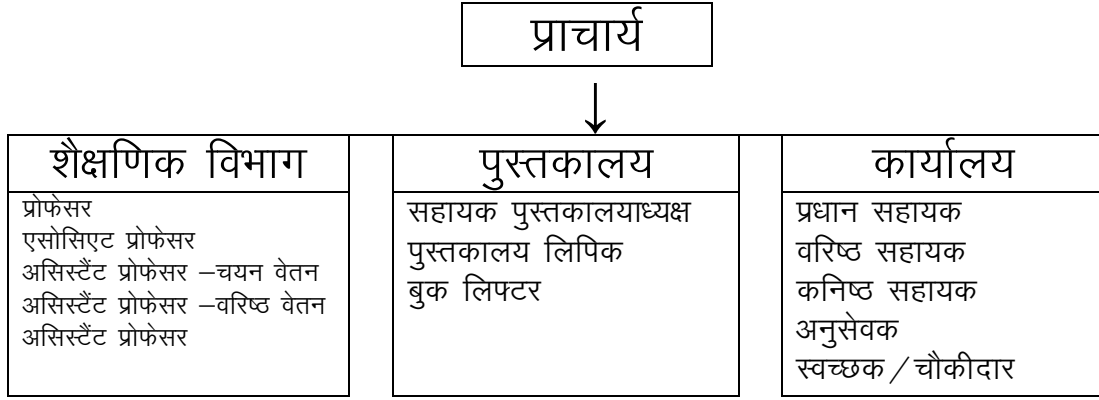 प्राचार्य
शैक्षणिक विभाग
प्रोफेसर
एसोसिएट प्रोफेसर
असिस्टैंट प्रोफेसर –चयन वेतन
असिस्टैंट प्रोफेसर –वरिष्ठ वेतन
असिस्टैंट प्रोफेसर
पुस्तकालय
सहायक पुस्तकालयाध्यक्ष
पुस्तकालय लिपिक
बुक लिफ्टर
कार्यालय
प्रधान सहायक
वरिष्ठ सहायक
कनिष्ठ सहायक
अनुसेवक
स्वच्छक / चौकीदार